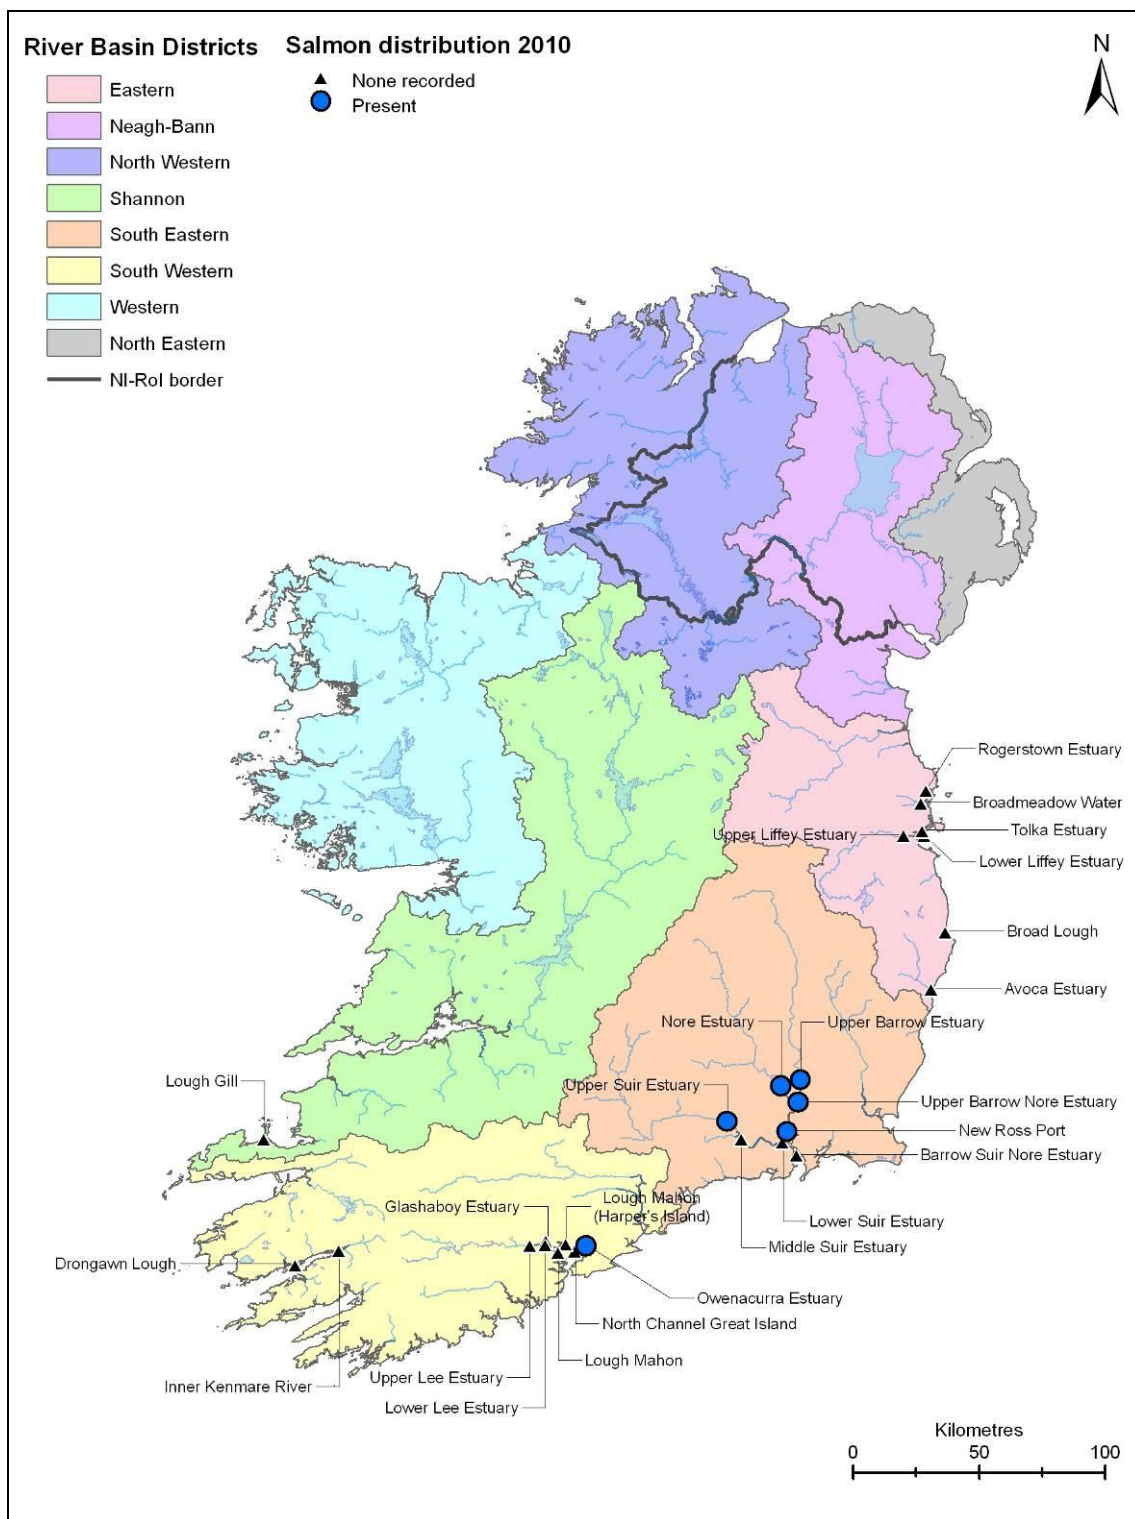 River Basin Districts
Eastern
Neagh-Bann
North Western
Shannon
South Eastern
South Western
Western
North Eastern
NI-RoI border
Salmon distribution 2010
None recorded
Present
N
Rogerstown Estuary
Broadmeadow Water
Tolka Estuary
Upper Liffey Estuary
Lower Liffey Estuary
Broad Lough
Avoca Estuary
Nore Estuary
Upper Barrow Estuary
Lough Gill
Upper Suir Estuary
Upper Barrow Nore Estuary
New Ross Port
Barrow Suir Nore Estuary
Glashaboy Estuary
Lough Mahon
(Harper's Island)
Lower Suir Estuary
Middle Suir Estuary
Drongawn Lough
Owenacurra Estuary
North Channel Great Island
Lough Mahon
Inner Kenmare River
Upper Lee Estuary
Lower Lee Estuary
Kilometres
0 50 100